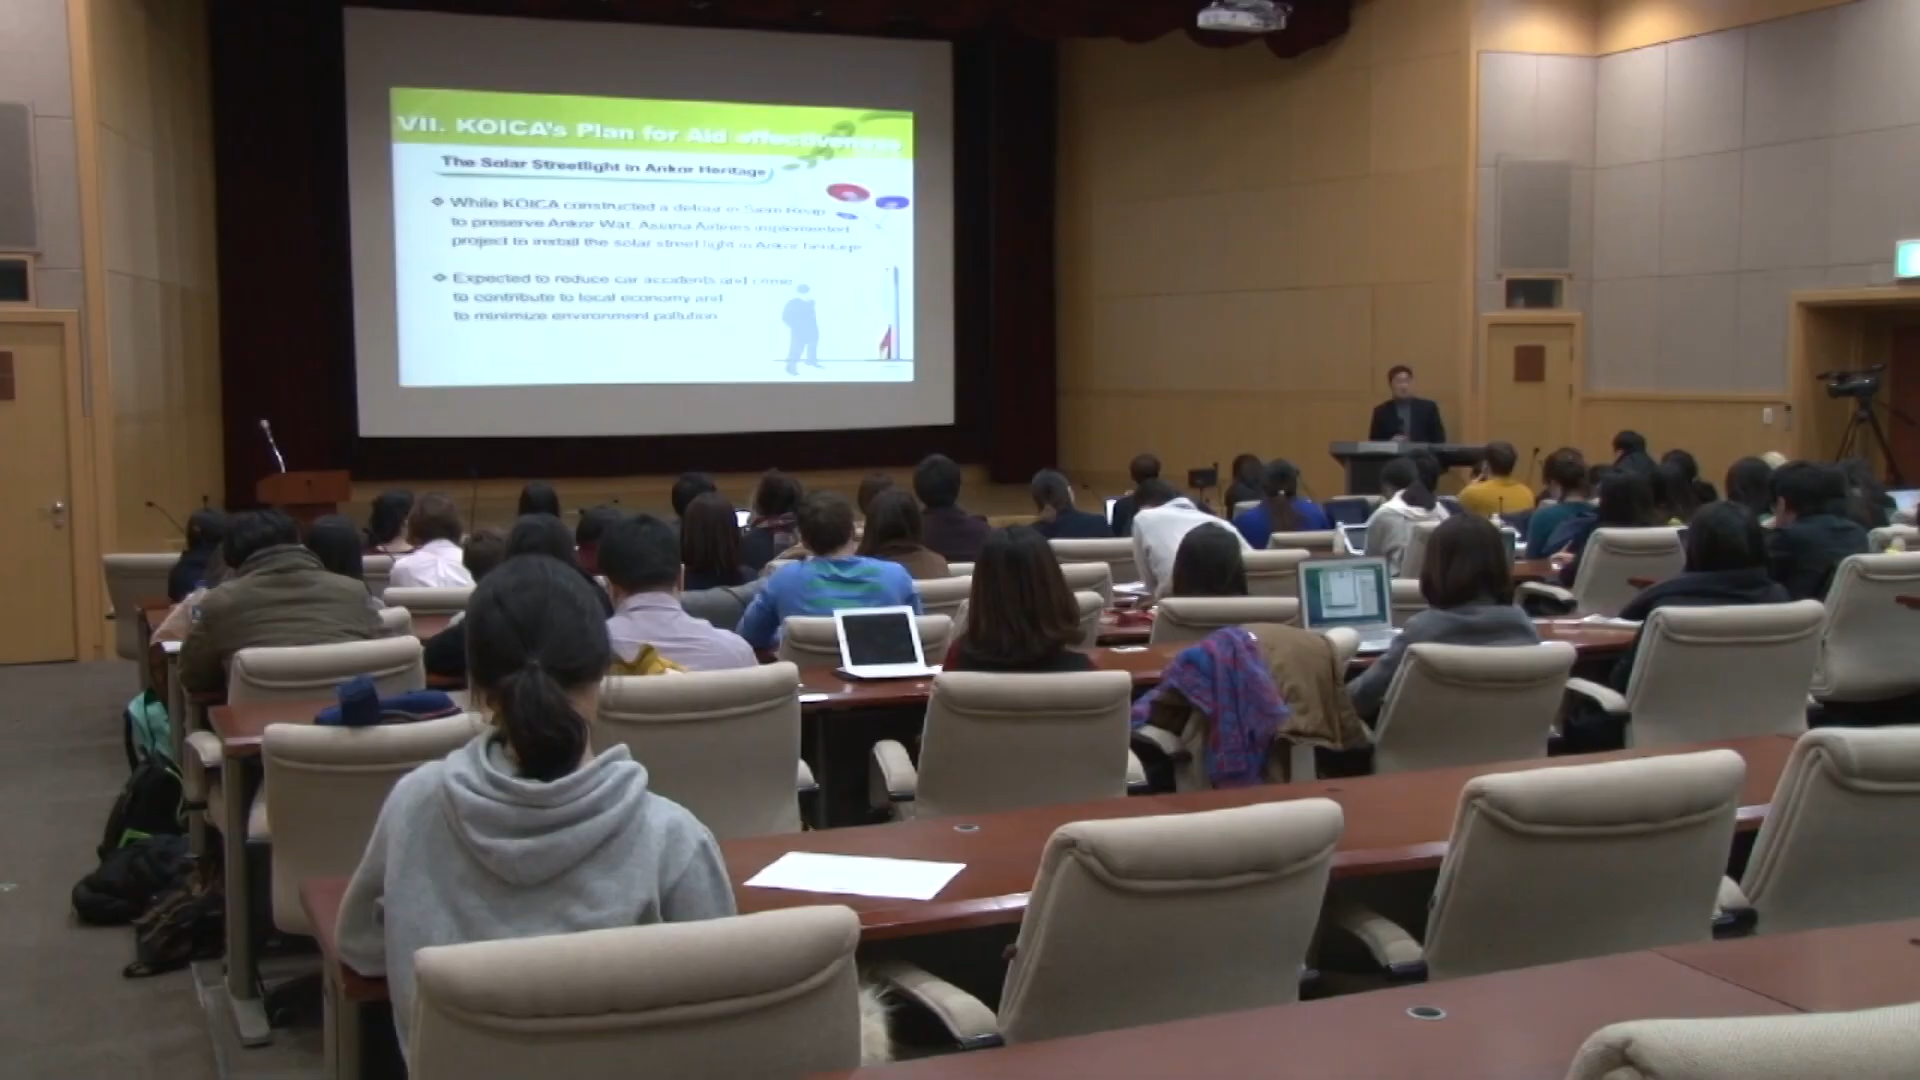 VII. KOICA's Plan for Aid effectiveness
The Solar Streetlight in Ankor Heritage
While KOICA constructed a detour in Siem Reap
to preserve Ankor Wat, Asiana Airlines implemented
project to install the solar street light in Ankor heritage
Expected to reduce car accidents and crime
to contribute to local economy and
to minimize environment pollution